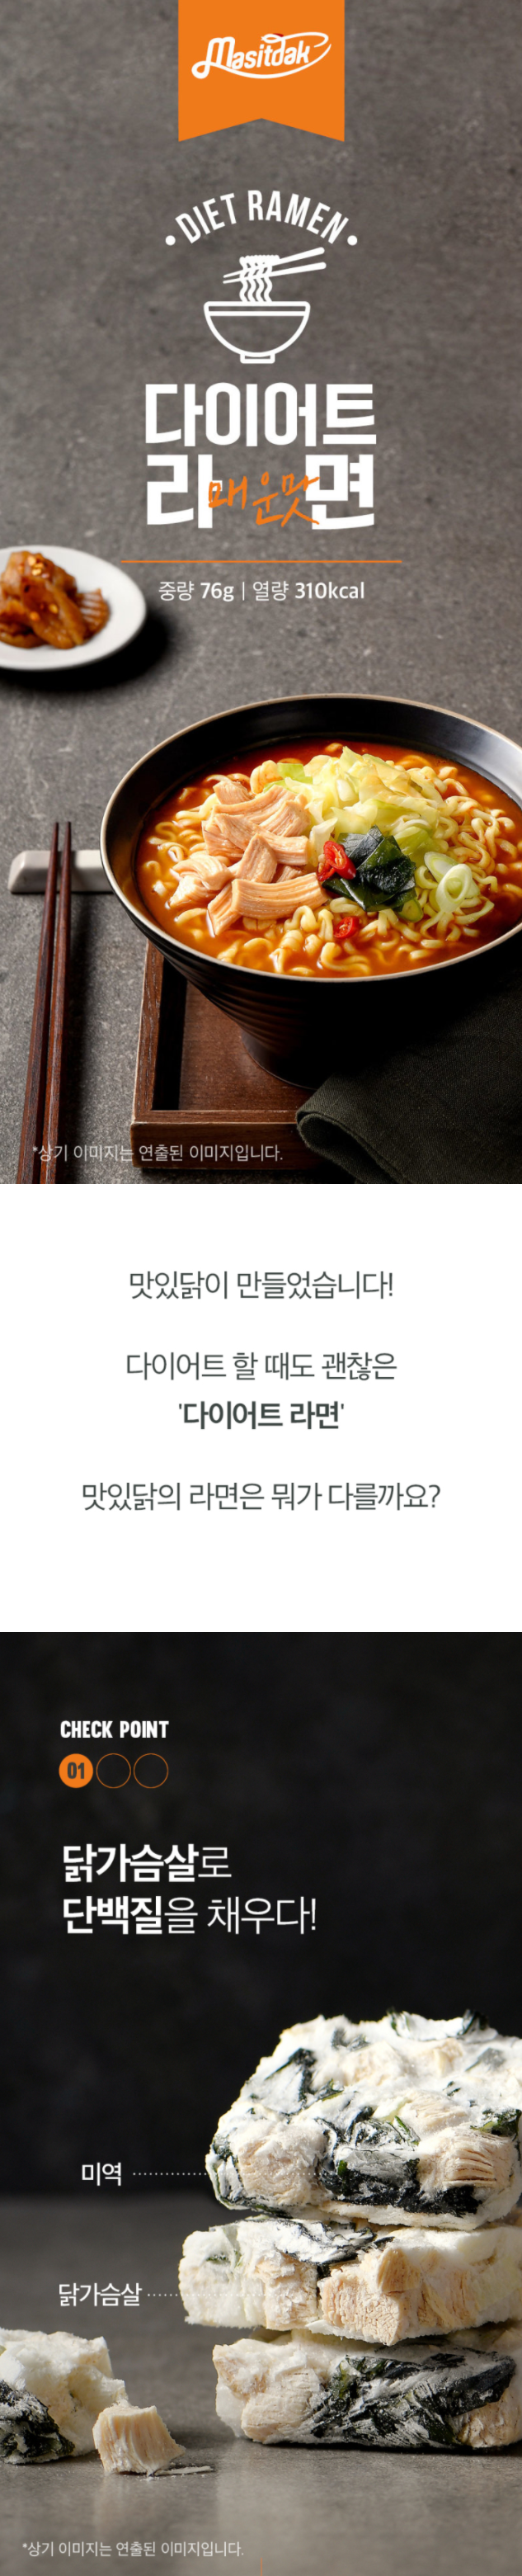 Masitdak
DIET RAMEN
다이어트
라면
매운맛
중량 76g | 열량 310kcal
*상기 이미지는 연출된 이미지입니다.
맛있닭이 만들었습니다!
다이어트 할 때도 괜찮은
'다이어트 라면'
맛있닭의 라면은 뭐가 다를까요?
CHECK POINT
01
닭가슴살로
단백질을 채우다!
미역
닭가슴살
*상기 이미지는 연출된 이미지입니다.